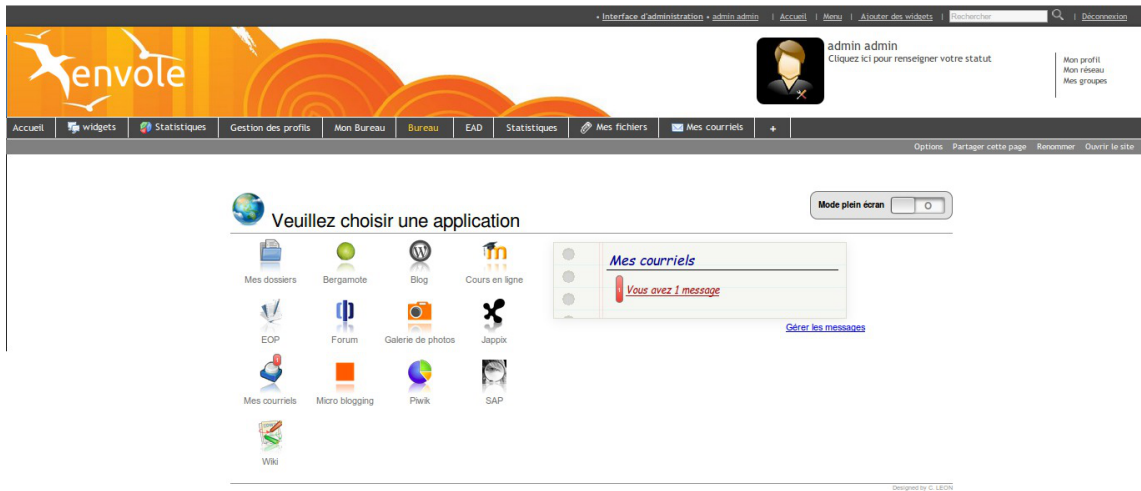 • Interface d'administration • admin admin | Accueil | Menu | Ajouter des widgets | Rechercher | Déconnexion
envole
admin admin
Cliquez ici pour renseigner votre statut
Mon profil
Mon réseau
Mes groupes
Accueil widgets Statistiques Gestion des profils Mon Bureau Bureau EAD Statistiques Mes fichiers Mes courriels +
Options Partager cette page Renommer Ouvrir le site
Veuillez choisir une application
Mode plein écran O
Mes dossiers Bergamote Blog Cours en ligne
EOP Forum Galerie de photos Jappix
1
Mes courriels Micro blogging Piwik SAP
Wiki
Mes courriels
1 Vous avez 1 message
Gérer les messages
Designed by C. LEON